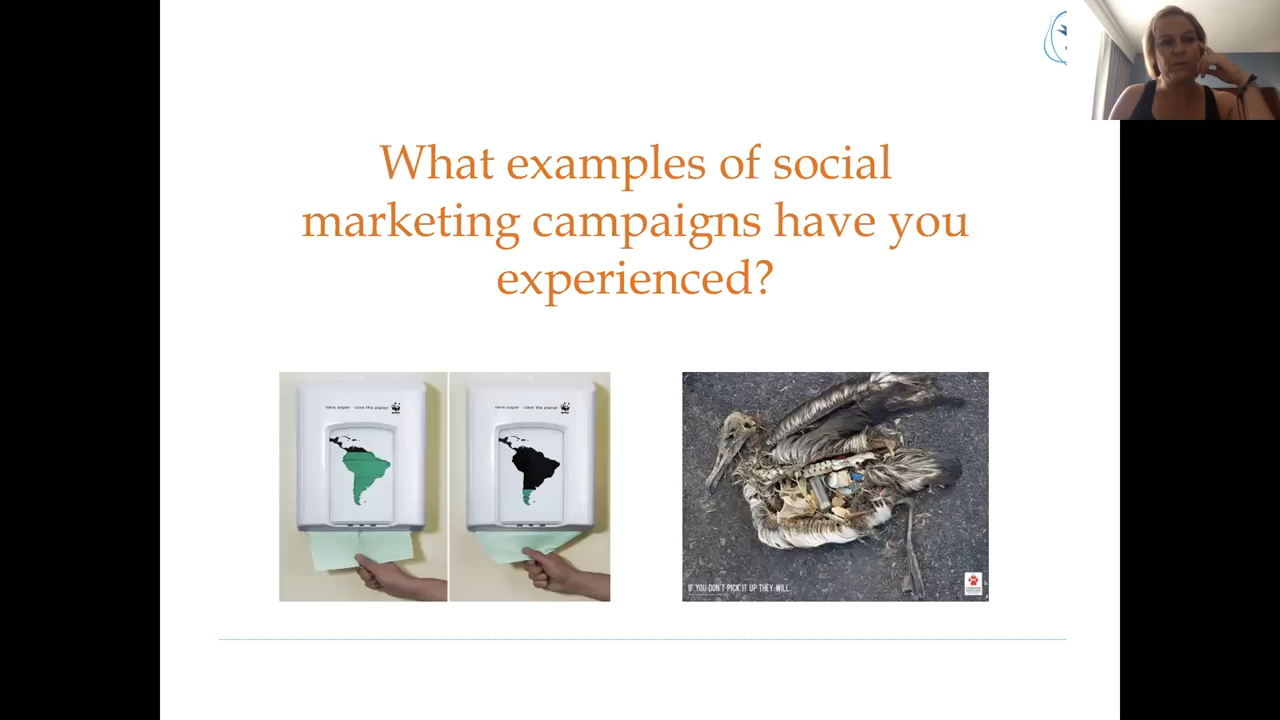 What examples of social
marketing campaigns have you
experienced?
save paper - save the planet
save paper - save the planet
IF YOU DON'T PICK IT UP THEY WILL.